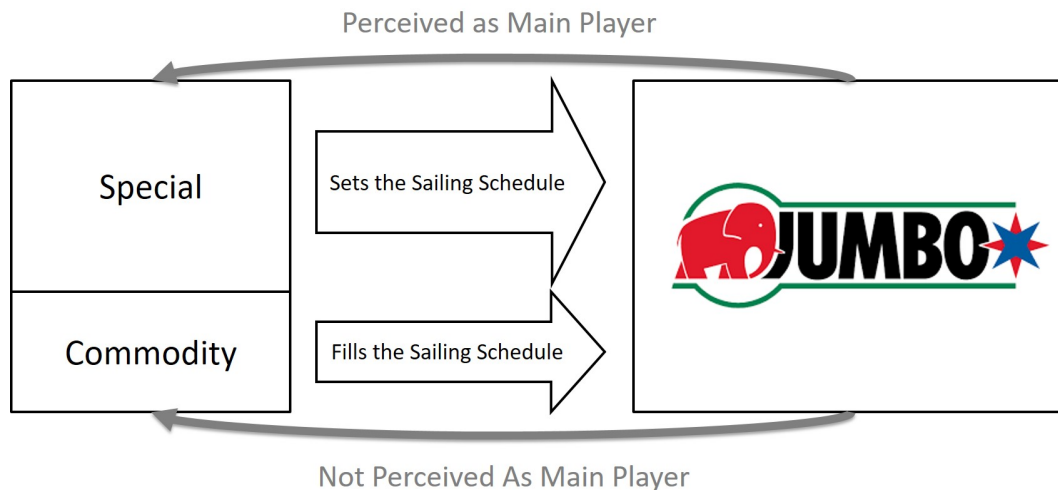 Perceived as Main Player
Special
Sets the Sailing Schedule
JUMBO
Commodity
Fills the Sailing Schedule
Not Perceived As Main Player